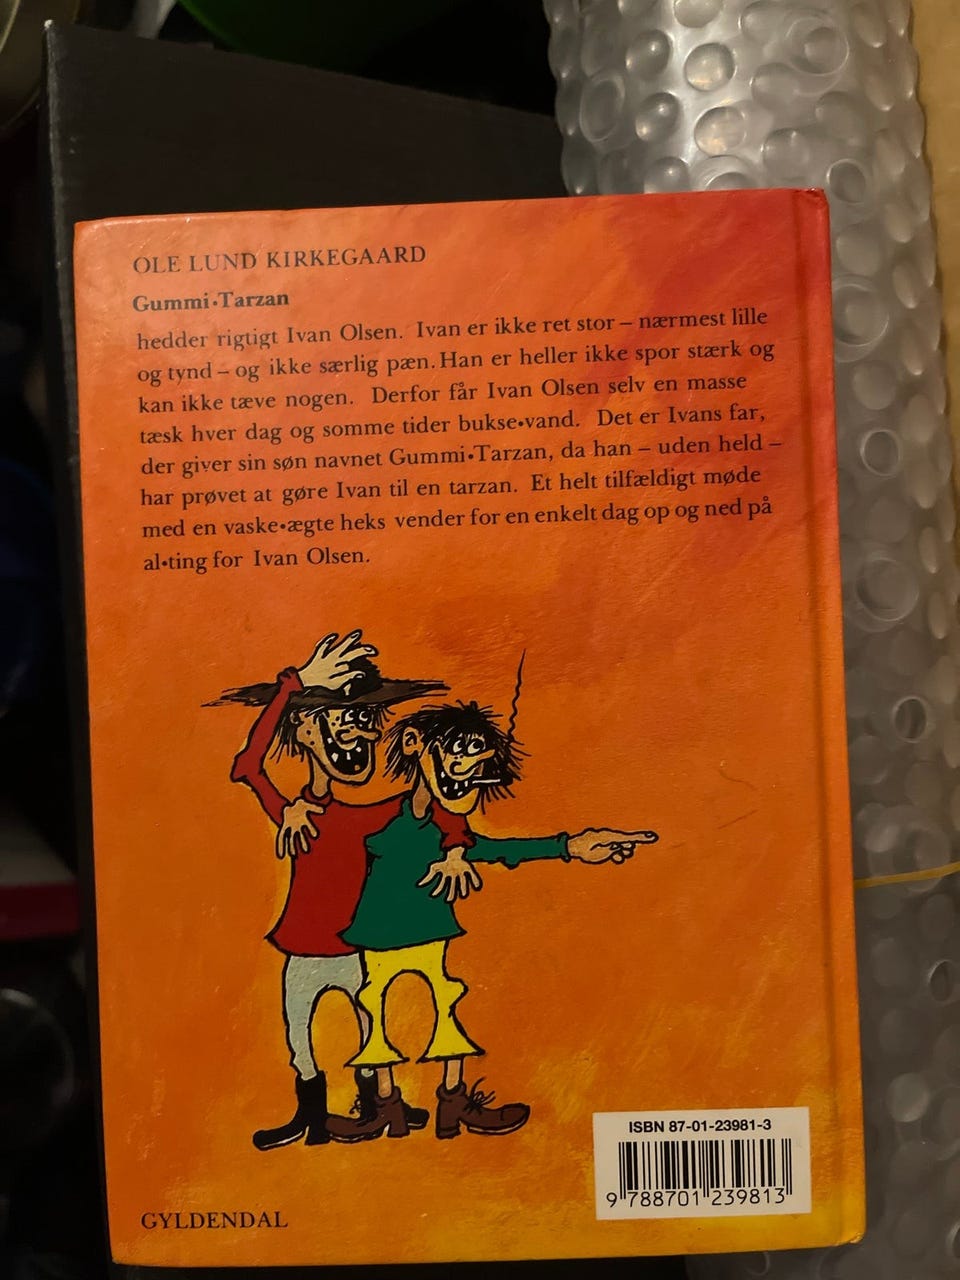 OLE LUND KIRKEGAARD
Gummi•Tarzan
hedder rigtigt Ivan Olsen. Ivan er ikke ret stor – nærmest lille
og tynd – og ikke særlig pæn. Han er heller ikke spor stærk og
kan ikke tæve nogen. Derfor får Ivan Olsen selv en masse
tæsk hver dag og somme tider bukse•vand. Det er Ivans far,
der giver sin søn navnet Gummi•Tarzan, da han – uden held –
har prøvet at gøre Ivan til en tarzan. Et helt tilfældigt møde
med en vaske•ægte heks vender for en enkelt dag op og ned på
al•ting for Ivan Olsen.
ISBN 87-01-23981-3
9 788701 239813
GYLDENDAL